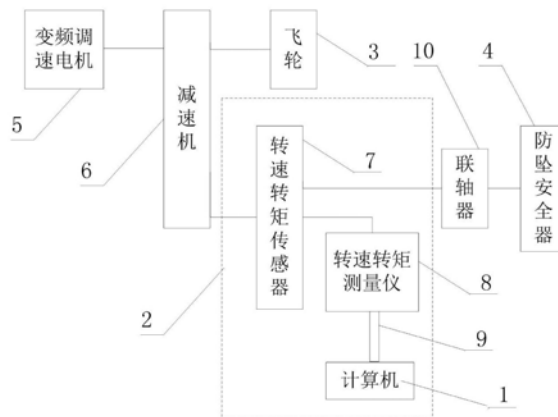 变频调
速电机
5
减速机
6
飞轮
3
10
4
转速转矩传感器
7
联轴器
防坠安全器
转速转矩
测量仪
8
2
9
计算机
1